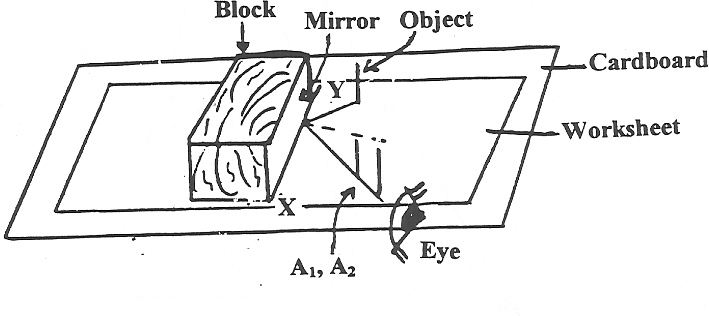 Block
Mirror Object
Cardboard
Y
Worksheet
X
A₁, A₂
Eye